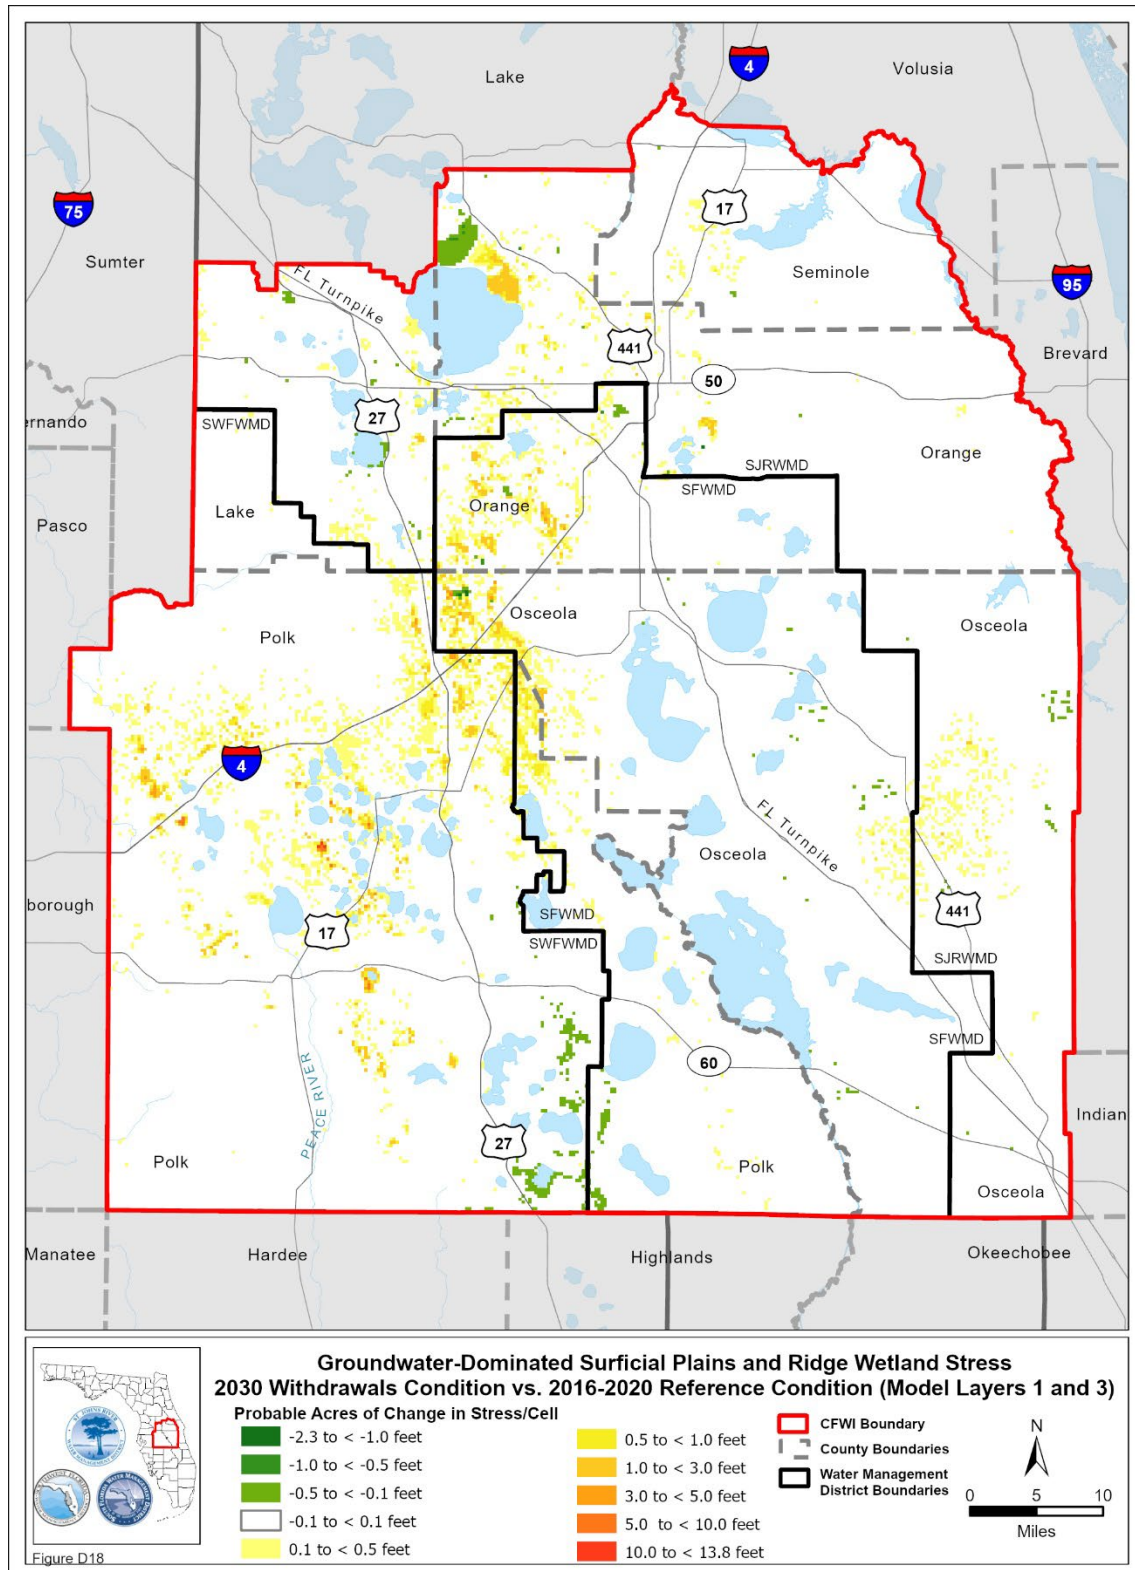 Lake
Volusia
4
75
17
Sumter
Seminole
95
FL Turnpike
441
Brevard
50
27
ernando
SWFWMD
Orange
SJRWMD
SFWMD
Lake
Orange
Pasco
Osceola
Osceola
Polk
4
FL Turnpike
Osceola
borough
441
SFWMD
17
SWFWMD
SJRWMD
SFWMD
60
PEACE RIVER
Indian
27
Polk
Polk
Osceola
Manatee
Hardee
Highlands
Okeechobee
Groundwater-Dominated Surficial Plains and Ridge Wetland Stress
2030 Withdrawals Condition vs. 2016-2020 Reference Condition (Model Layers 1 and 3)
Probable Acres of Change in Stress/Cell
-2.3 to < -1.0 feet
-1.0 to < -0.5 feet
-0.5 to < -0.1 feet
-0.1 to < 0.1 feet
0.1 to < 0.5 feet
0.5 to < 1.0 feet
1.0 to < 3.0 feet
3.0 to < 5.0 feet
5.0 to < 10.0 feet
10.0 to < 13.8 feet
CFWI Boundary
County Boundaries
Water Management
District Boundaries
N
0 5 10
Miles
Figure D18